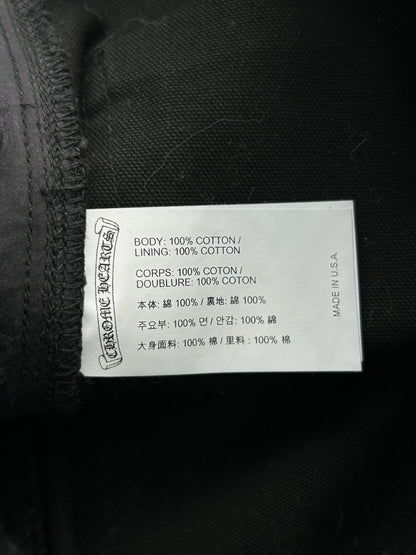 CHROME HEARTS
BODY: 100% COTTON /
LINING: 100% COTTON
CORPS: 100% COTON /
DOUBLURE: 100% COTON
本体: 綿 100% / 裏地: 綿 100%
주요부: 100% 면 / 안감: 100% 綿
大身面料: 100% 棉 / 里料: 100% 棉
MADE IN U.S.A.